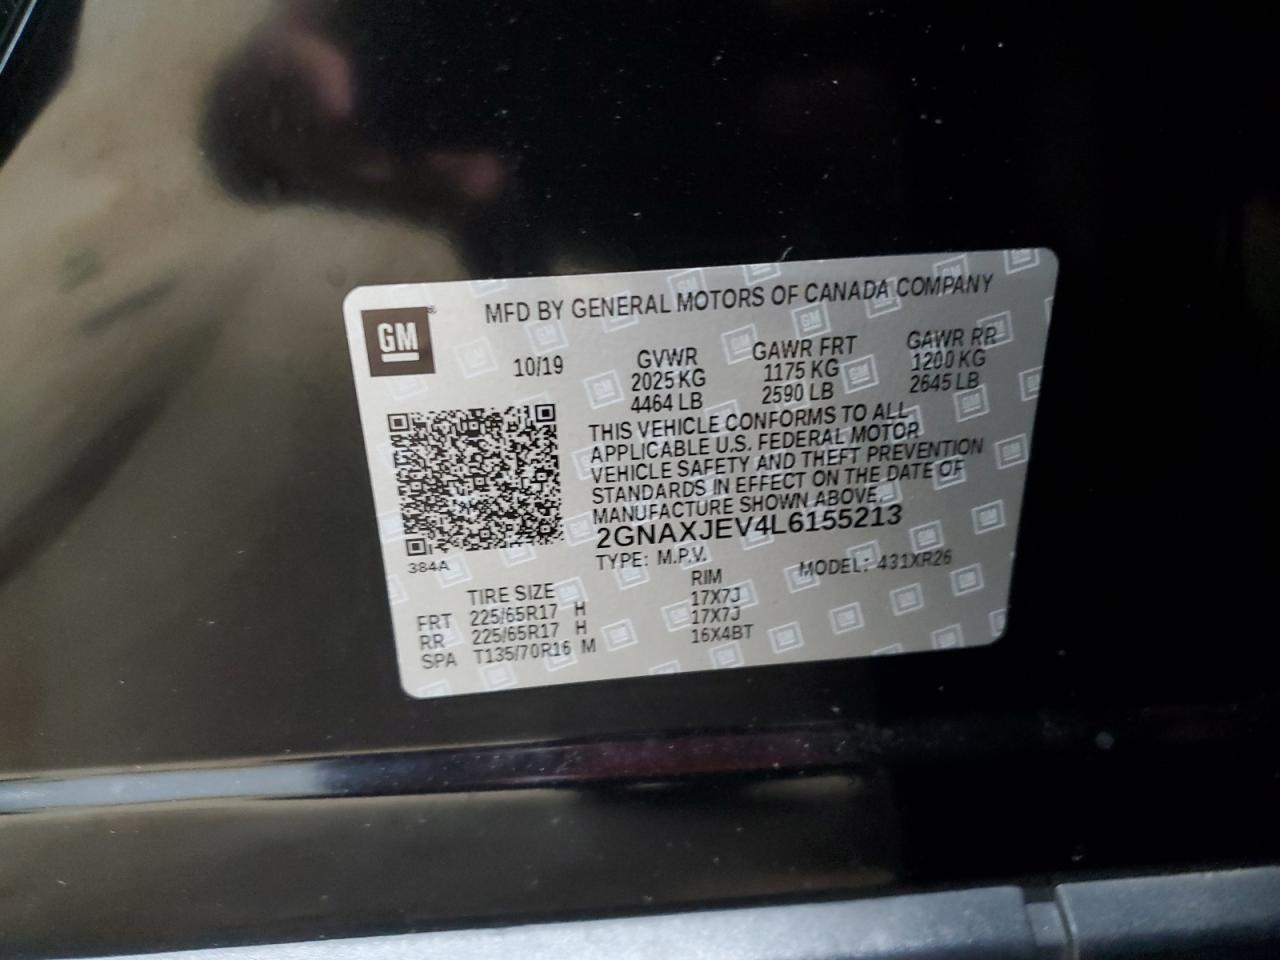 MFD BY GENERAL MOTORS OF CANADA COMPANY
GM
10/19
GVWR
2025 KG
4464 LB
GAWR FRT
1175 KG
2590 LB
GAWR RR
1200 KG
2645 LB
THIS VEHICLE CONFORMS TO ALL
APPLICABLE U.S. FEDERAL MOTOR
VEHICLE SAFETY AND THEFT PREVENTION
STANDARDS IN EFFECT ON THE DATE OF
MANUFACTURE SHOWN ABOVE.
2GNAXJEV4L6155213
TYPE: M.P.V. MODEL: 431XR26
384A
TIRE SIZE RIM
FRT 225/65R17 H 17X7J
RR 225/65R17 H 17X7J
SPA T135/70R16 M 16X4BT